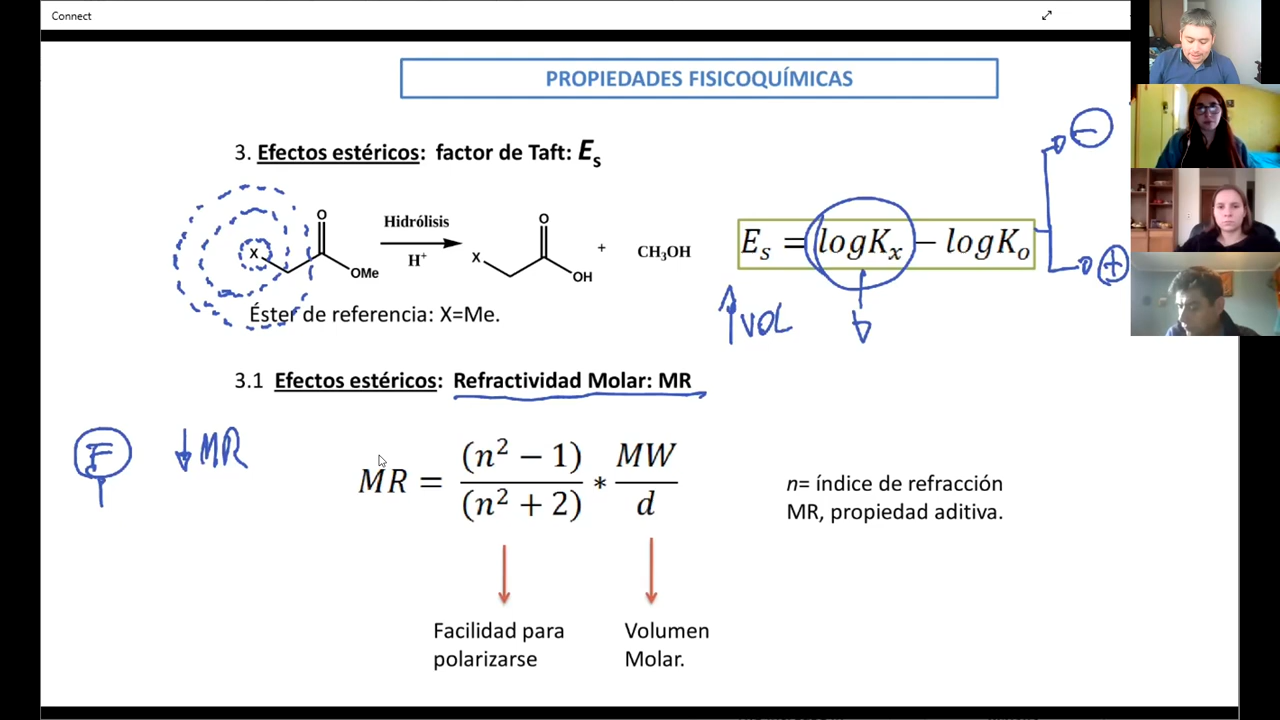 Connect
PROPIEDADES FISICOQUÍMICAS
3. Efectos estéricos: factor de Taft: Es
X
O
OMe
Hidrólisis
H+
X
O
OH
+
CH3OH
Es = logKx − logKo
−
+
Éster de referencia: X=Me.
↑VOL
3.1 Efectos estéricos: Refractividad Molar: MR
F
↓MR
MR = (n² − 1) / (n² + 2) * MW / d
n= índice de refracción
MR, propiedad aditiva.
Facilidad para
polarizarse
Volumen
Molar.